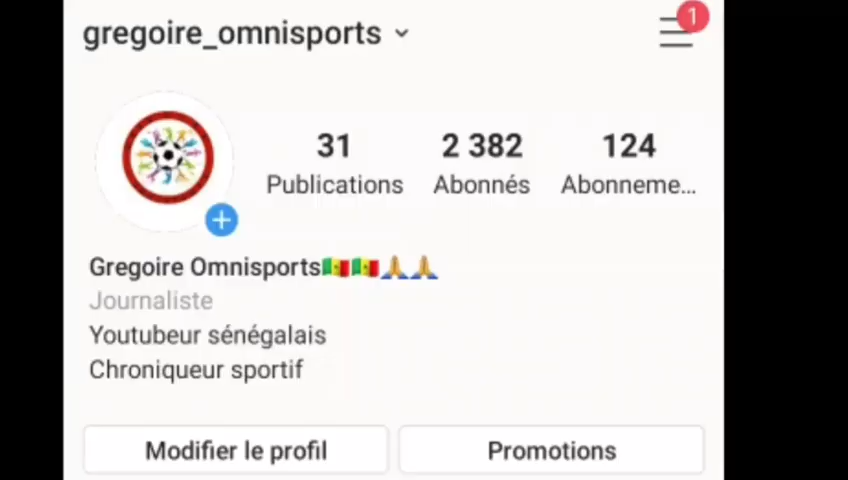 gregoire_omnisports
1
31 2 382 124
Publications Abonnés Abonneme...
Gregoire Omnisports🇸🇳🇸🇳🙏🙏
Journaliste
Youtubeur sénégalais
Chroniqueur sportif
Modifier le profil Promotions